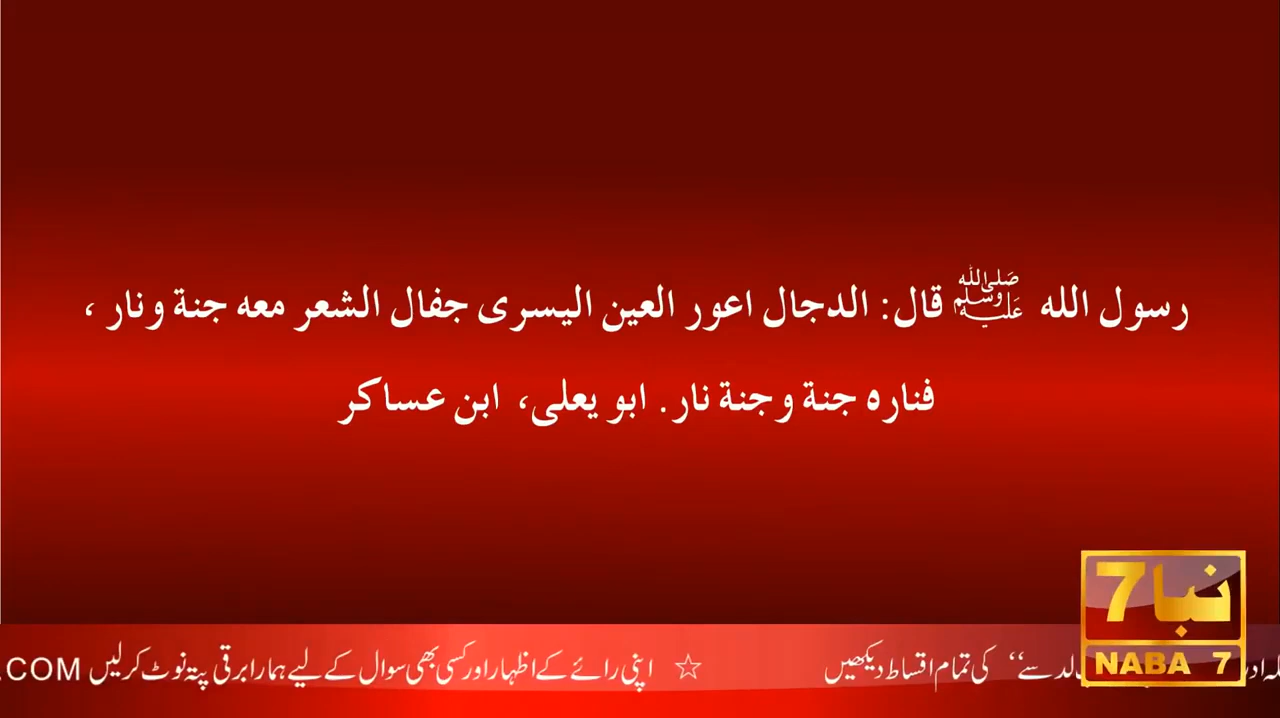 رسول الله ﷺ قال: الدجال اعور العين اليسرى جفال الشعر معه جنة ونار ،
فناره جنة وجنة نار. ابو يعلى، ابن عساكر
نبا 7
NABA 7
لد سے‘‘ کی تمام اقساط دیکھیں ☆ اپنی رائے کے اظہار اور کسی بھی سوال کے لیے ہمارا برقی پتہ نوٹ کرلیں COM.